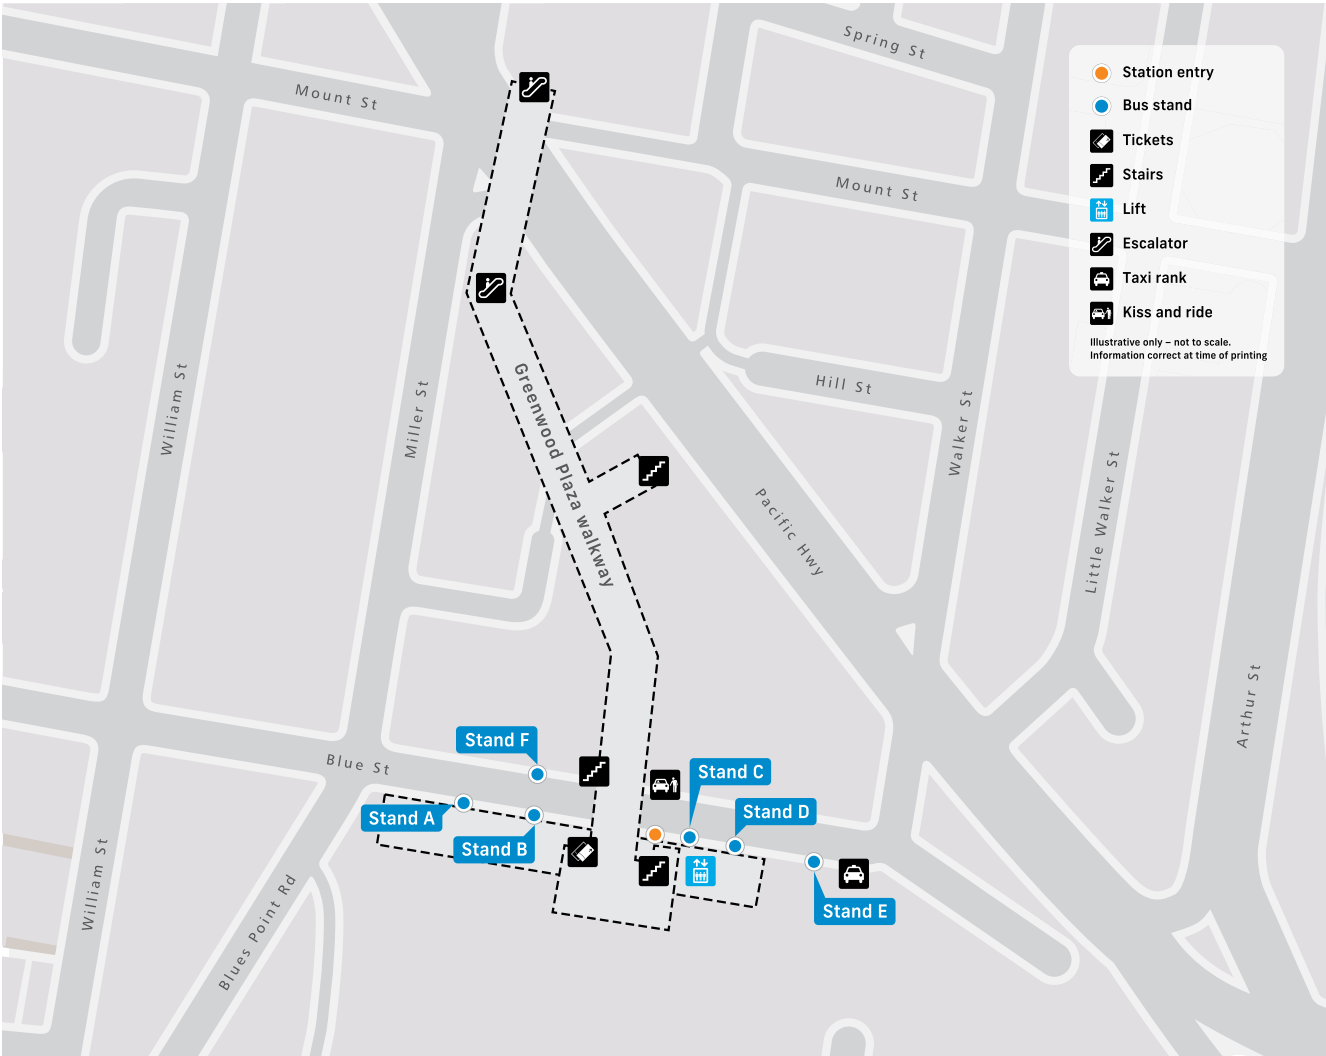 Spring St
Mount St
Station entry
Bus stand
Tickets
Stairs
Lift
Escalator
Taxi rank
Kiss and ride
Illustrative only – not to scale.
Information correct at time of printing
Mount St
Hill St
William St
Miller St
Greenwood Plaza walkway
Walker St
Little Walker St
Pacific Hwy
Arthur St
Blue St
Stand F
Stand C
Stand A
Stand D
Stand B
Stand E
William St
Blues Point Rd